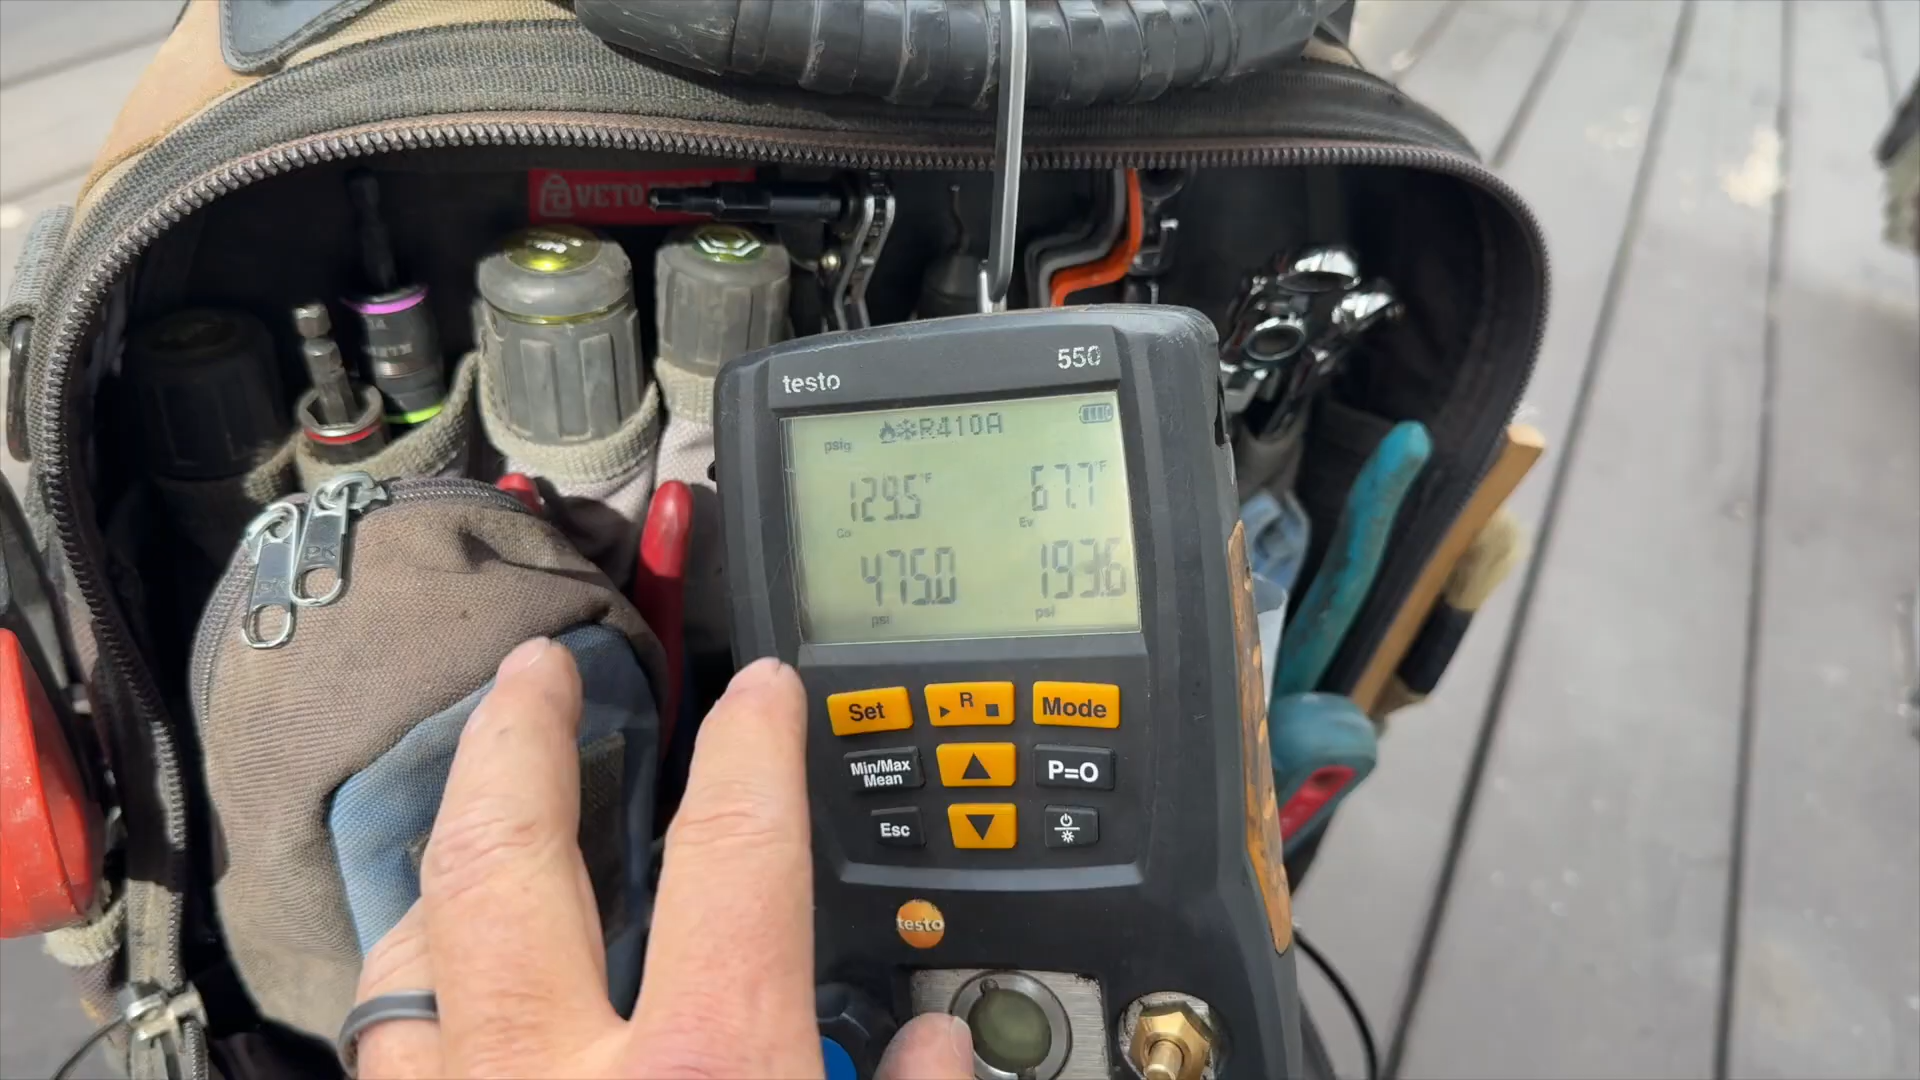 VETO
PK
testo
550
R410A
psig
129.5 °F
67.7 °F
Co
Ev
475.0
193.6
psi
psi
Set
R
Mode
Min/Max
Mean
P=O
Esc
testo